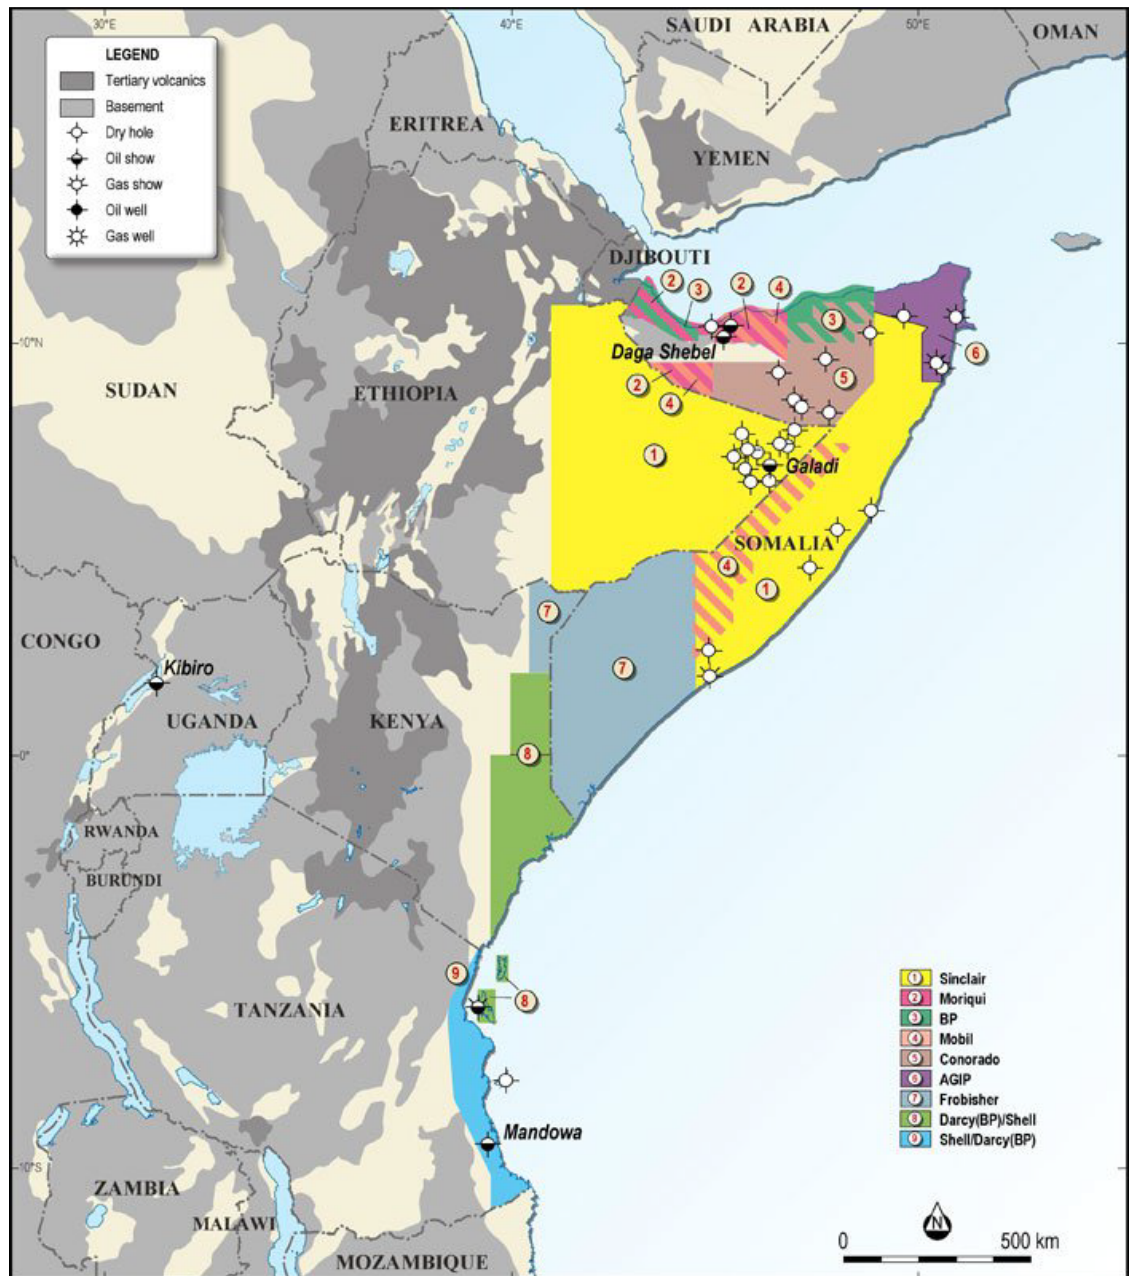 30°E
40°E
50°E
SAUDI ARABIA
OMAN
LEGEND
Tertiary volcanics
Basement
Dry hole
Oil show
Gas show
Oil well
Gas well
ERITREA
YEMEN
DJIBOUTI
2
3
2
4
3
6
10°N
Daga Shebel
2
4
5
SUDAN
ETHIOPIA
1
Galadi
SOMALIA
4
1
7
7
CONGO
Kibiro
UGANDA
KENYA
0°
8
RWANDA
BURUNDI
9
8
TANZANIA
1 Sinclair
2 Moriqui
3 BP
4 Mobil
5 Conorado
6 AGIP
7 Frobisher
8 Darcy(BP)/Shell
9 Shell/Darcy(BP)
Mandowa
10°S
ZAMBIA
MALAWI
MOZAMBIQUE
N
0 500 km